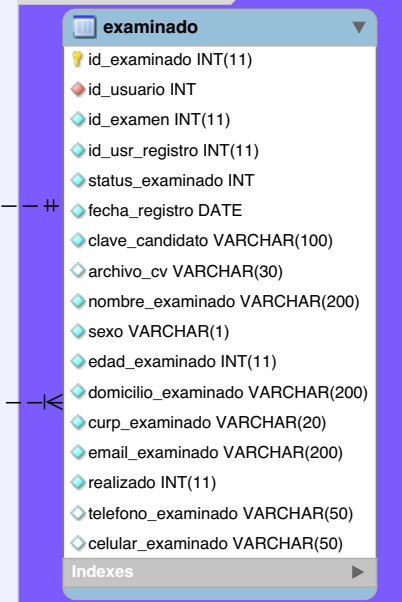 examinado
id_examinado INT(11)
id_usuario INT
id_examen INT(11)
id_usr_registro INT(11)
status_examinado INT
fecha_registro DATE
clave_candidato VARCHAR(100)
archivo_cv VARCHAR(30)
nombre_examinado VARCHAR(200)
sexo VARCHAR(1)
edad_examinado INT(11)
domicilio_examinado VARCHAR(200)
curp_examinado VARCHAR(20)
email_examinado VARCHAR(200)
realizado INT(11)
telefono_examinado VARCHAR(50)
celular_examinado VARCHAR(50)
Indexes